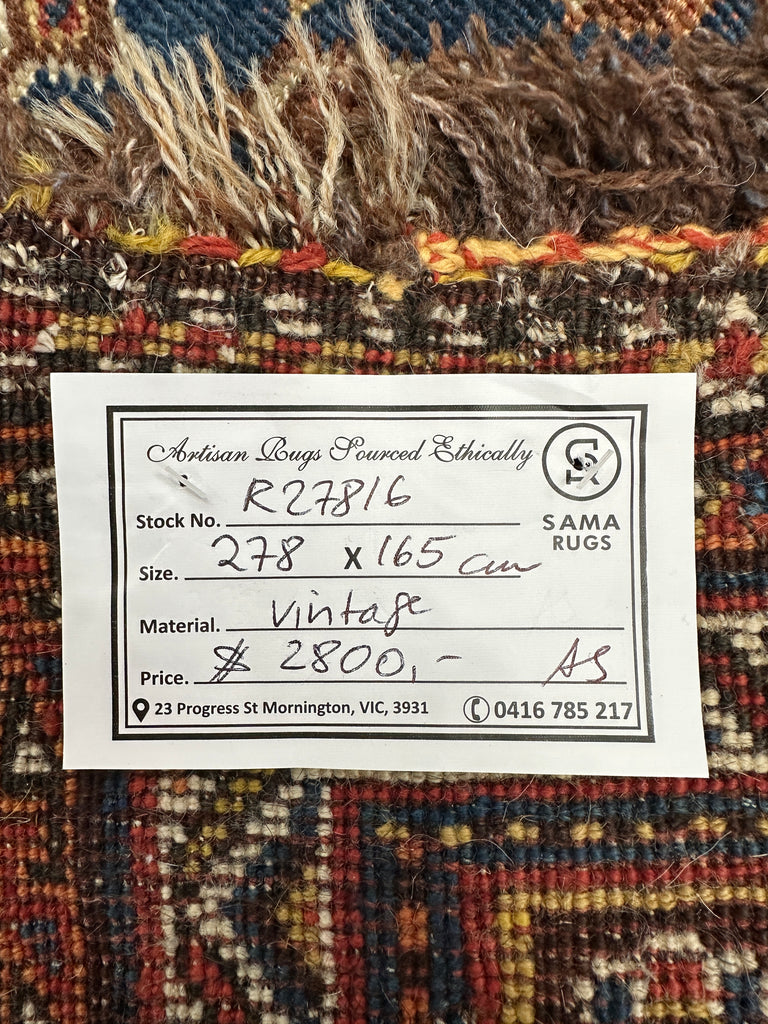 Artisan Rugs Sourced Ethically
SR
SAMA
RUGS
Stock No. R27816
Size. 278 x 165 cm
Material. vintage
Price. $ 2800,- AS
23 Progress St Mornington, VIC, 3931 0416 785 217